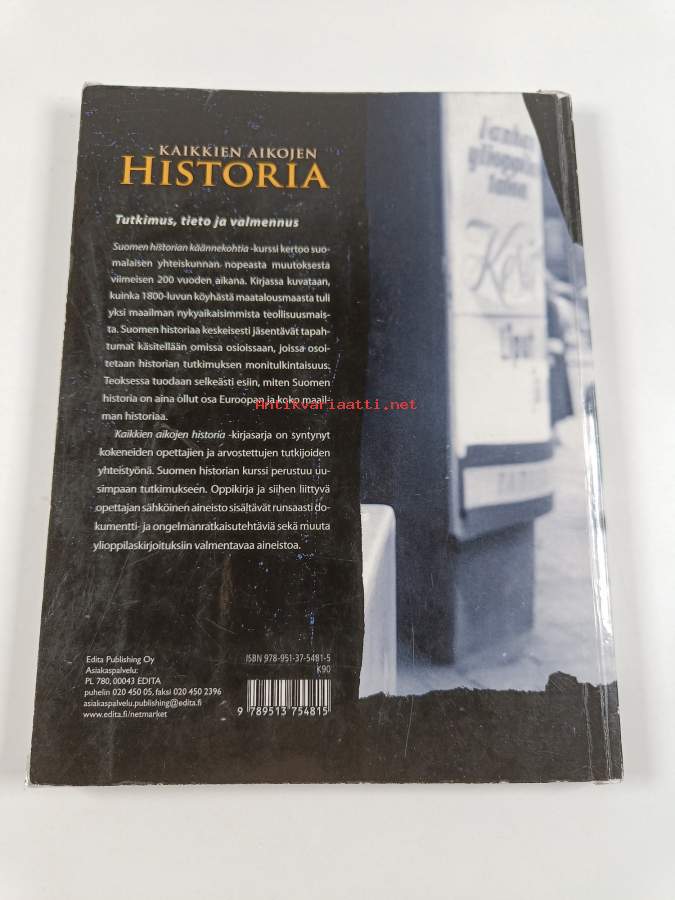 KAIKKIEN AIKOJEN
HISTORIA
Tutkimus, tieto ja valmennus
Suomen historian käännekohtia -kurssi kertoo suo-
malaisen yhteiskunnan nopeasta muutoksesta
viimeisen 200 vuoden aikana. Kirjassa kuvataan,
kuinka 1800-luvun köyhästä maatalousmaasta tuli
yksi maailman nykyaikaisimmista teollisuusmais-
ta. Suomen historiaa keskeisesti jäsentävät tapah-
tumat käsitellään omissa osioissaan, joissa osoi-
tetaan historian tutkimuksen monitulkintaisuus.
Teoksessa tuodaan selkeästi esiin, miten Suomen
historia on aina ollut osa Euroopan ja koko maail-
man historiaa.
Antikvariaatti.net
Kaikkien aikojen historia -kirjasarja on syntynyt
kokeneiden opettajien ja arvostettujen tutkijoiden
yhteistyönä. Suomen historian kurssi perustuu uu-
simpaan tutkimukseen. Oppikirja ja siihen liittyvä
opettajan sähköinen aineisto sisältävät runsaasti do-
kumentti- ja ongelmanratkaisutehtäviä sekä muuta
ylioppilaskirjoituksiin valmentavaa aineistoa.
Edita Publishing Oy
Asiakaspalvelu:
PL 780, 00043 EDITA
puhelin 020 450 05, faksi 020 450 2396
asiakaspalvelu.publishing@edita.fi
www.edita.fi/netmarket
ISBN 978-951-37-5481-5
K90
9 789513 754815